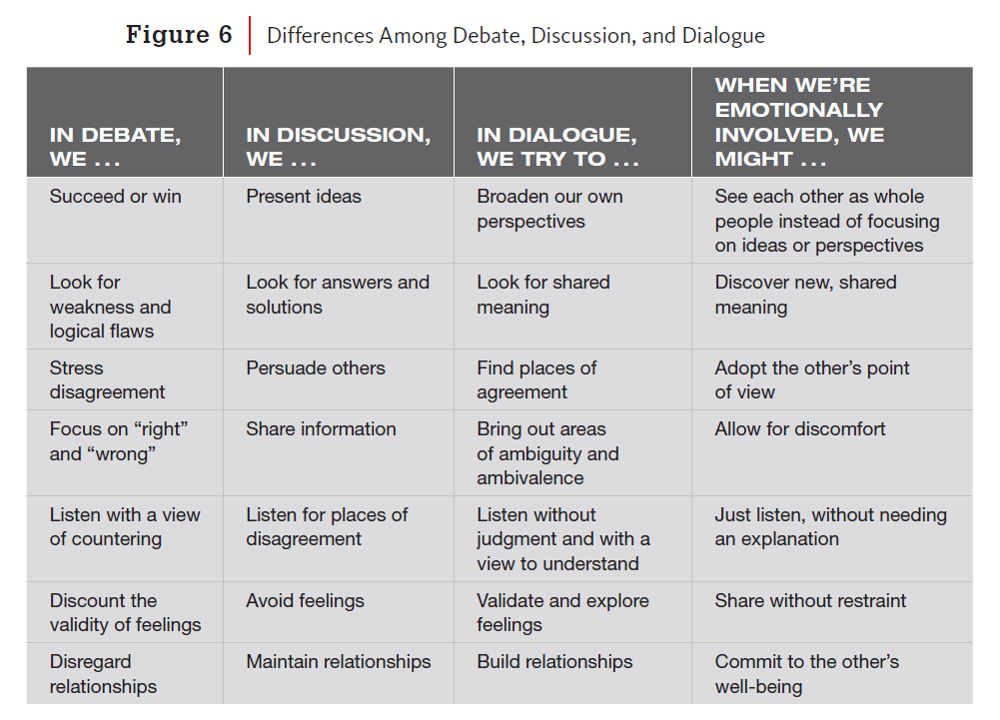 Figure 6 Differences Among Debate, Discussion, and Dialogue
IN DEBATE,
WE ...
IN DISCUSSION,
WE ...
IN DIALOGUE,
WE TRY TO ...
WHEN WE’RE
EMOTIONALLY
INVOLVED, WE
MIGHT ...
Succeed or win
Present ideas
Broaden our own
perspectives
See each other as whole
people instead of focusing
on ideas or perspectives
Look for
weakness and
logical flaws
Look for answers and
solutions
Look for shared
meaning
Discover new, shared
meaning
Stress
disagreement
Persuade others
Find places of
agreement
Adopt the other’s point
of view
Focus on “right”
and “wrong”
Share information
Bring out areas
of ambiguity and
ambivalence
Allow for discomfort
Listen with a view
of countering
Listen for places of
disagreement
Listen without
judgment and with a
view to understand
Just listen, without needing
an explanation
Discount the
validity of feelings
Avoid feelings
Validate and explore
feelings
Share without restraint
Disregard
relationships
Maintain relationships
Build relationships
Commit to the other’s
well-being